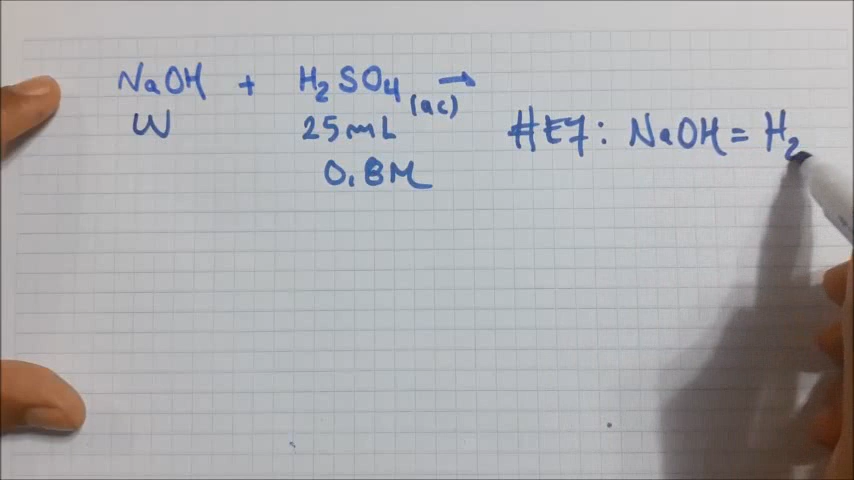 NaOH + H2SO4(ac) →
W 25mL
0,8M
#E7: NaOH = H2